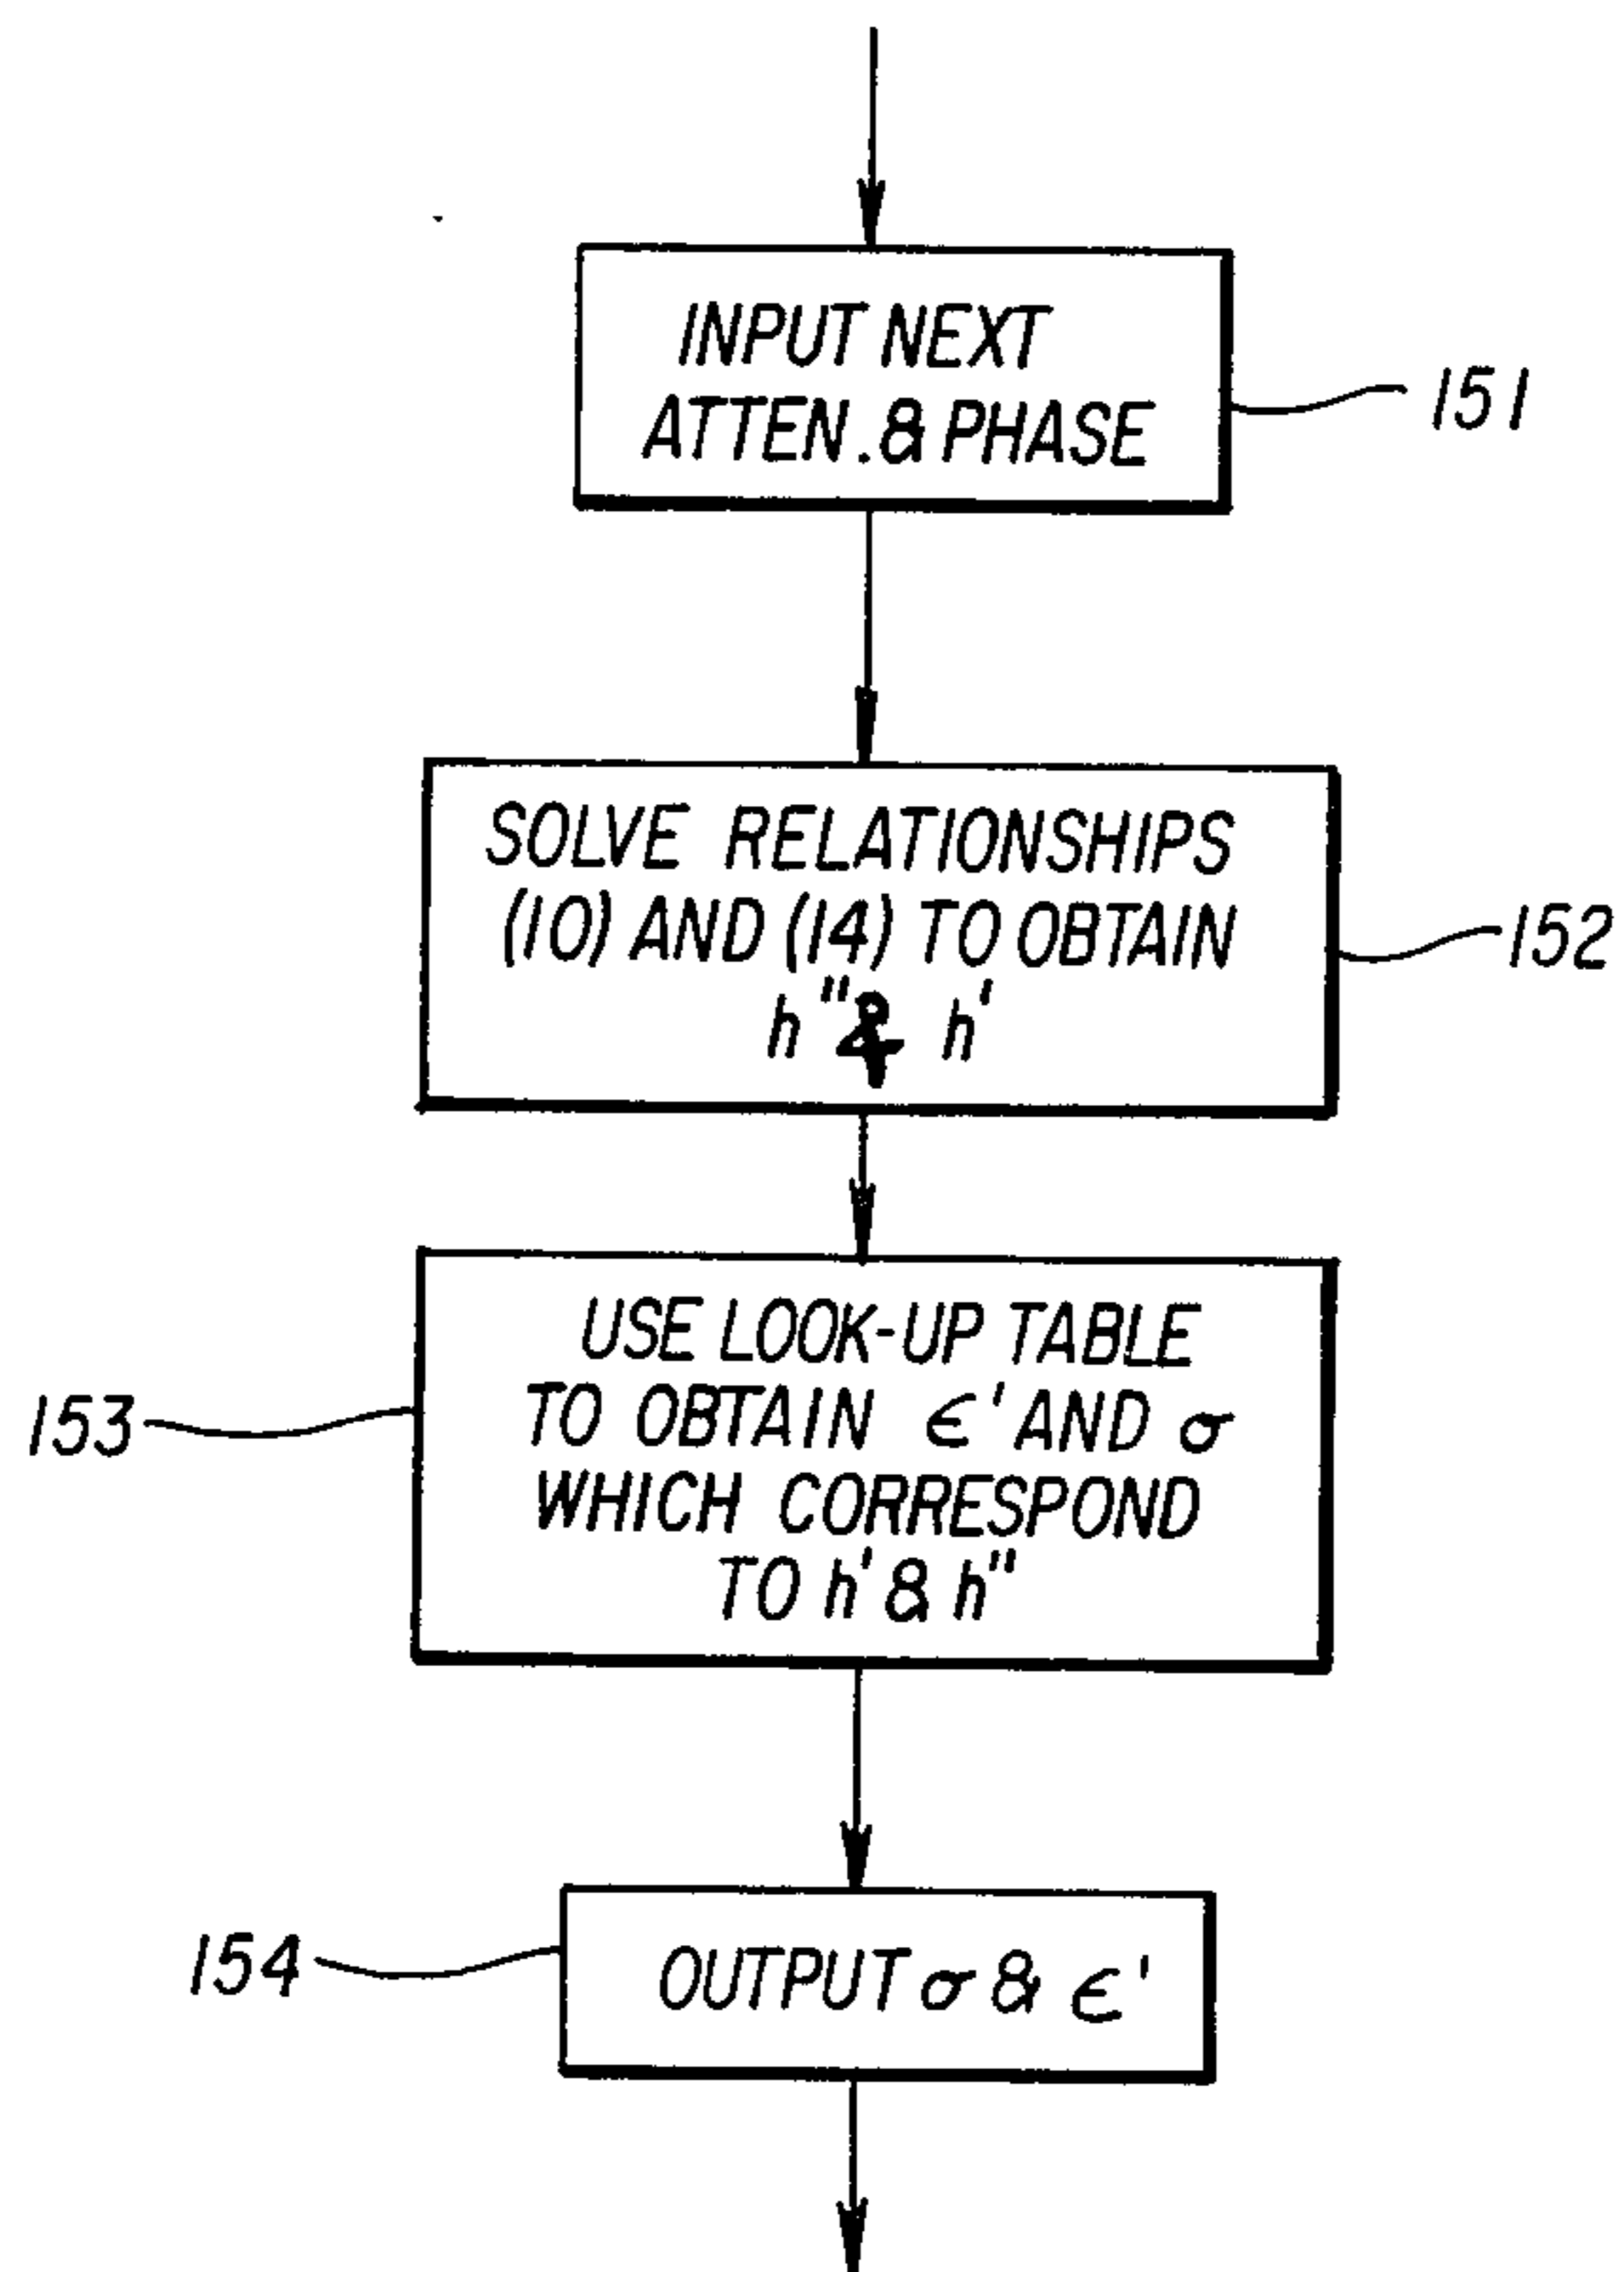 INPUT NEXT
ATTEN. & PHASE
151
SOLVE RELATIONSHIPS
(10) AND (14) TO OBTAIN
h" & h'
152
USE LOOK-UP TABLE
TO OBTAIN ϵ' AND σ
WHICH CORRESPOND
TO h' & h"
153
OUTPUT σ & ϵ'
154